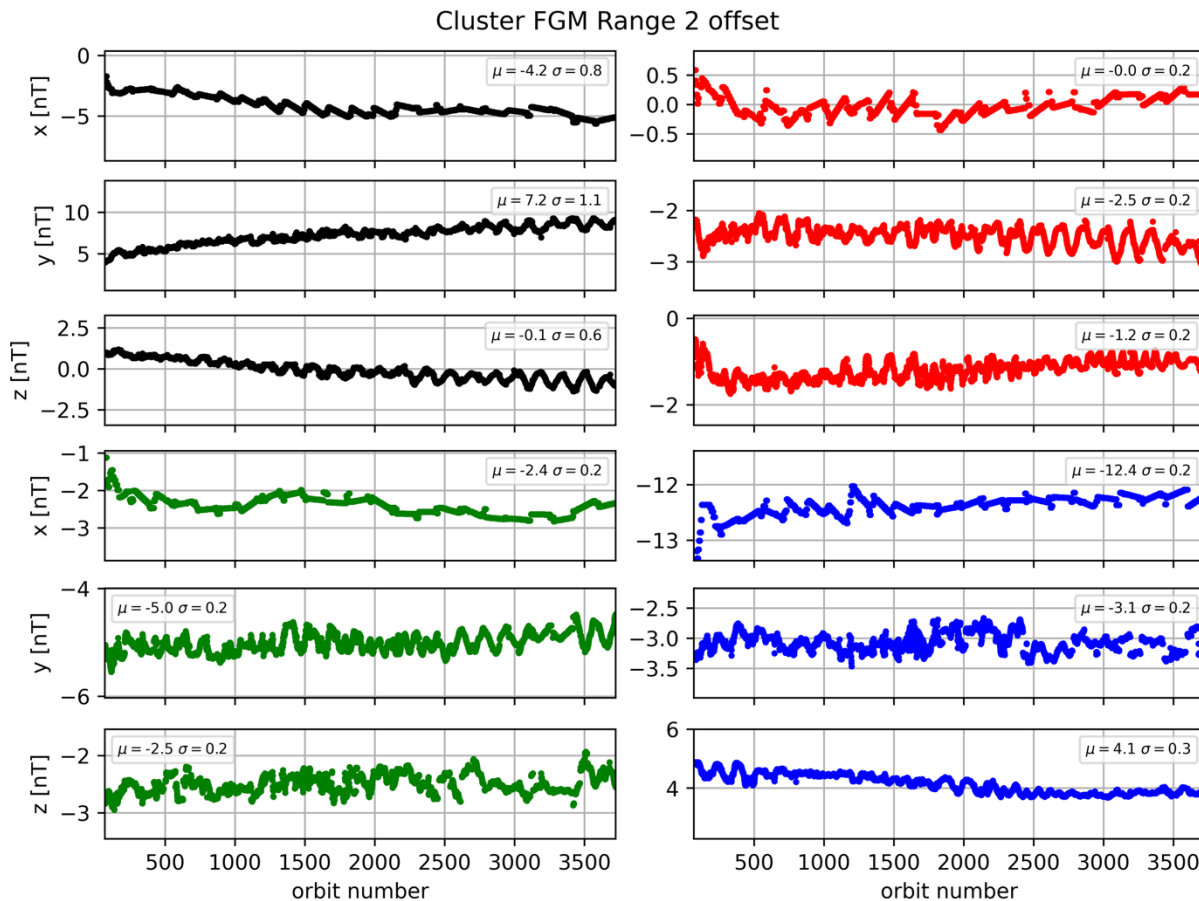 Cluster FGM Range 2 offset
x [nT]
0
−5
μ = -4.2 σ = 0.8
0.5
0.0
−0.5
μ = -0.0 σ = 0.2
y [nT]
10
5
μ = 7.2 σ = 1.1
−2
−3
μ = -2.5 σ = 0.2
z [nT]
2.5
0.0
−2.5
μ = -0.1 σ = 0.6
0
−2
μ = -1.2 σ = 0.2
x [nT]
−1
−2
−3
μ = -2.4 σ = 0.2
−12
−13
μ = -12.4 σ = 0.2
y [nT]
−4
−6
μ = -5.0 σ = 0.2
−2.5
−3.0
−3.5
μ = -3.1 σ = 0.2
z [nT]
−2
−3
μ = -2.5 σ = 0.2
6
4
μ = 4.1 σ = 0.3
500 1000 1500 2000 2500 3000 3500
orbit number
500 1000 1500 2000 2500 3000 3500
orbit number